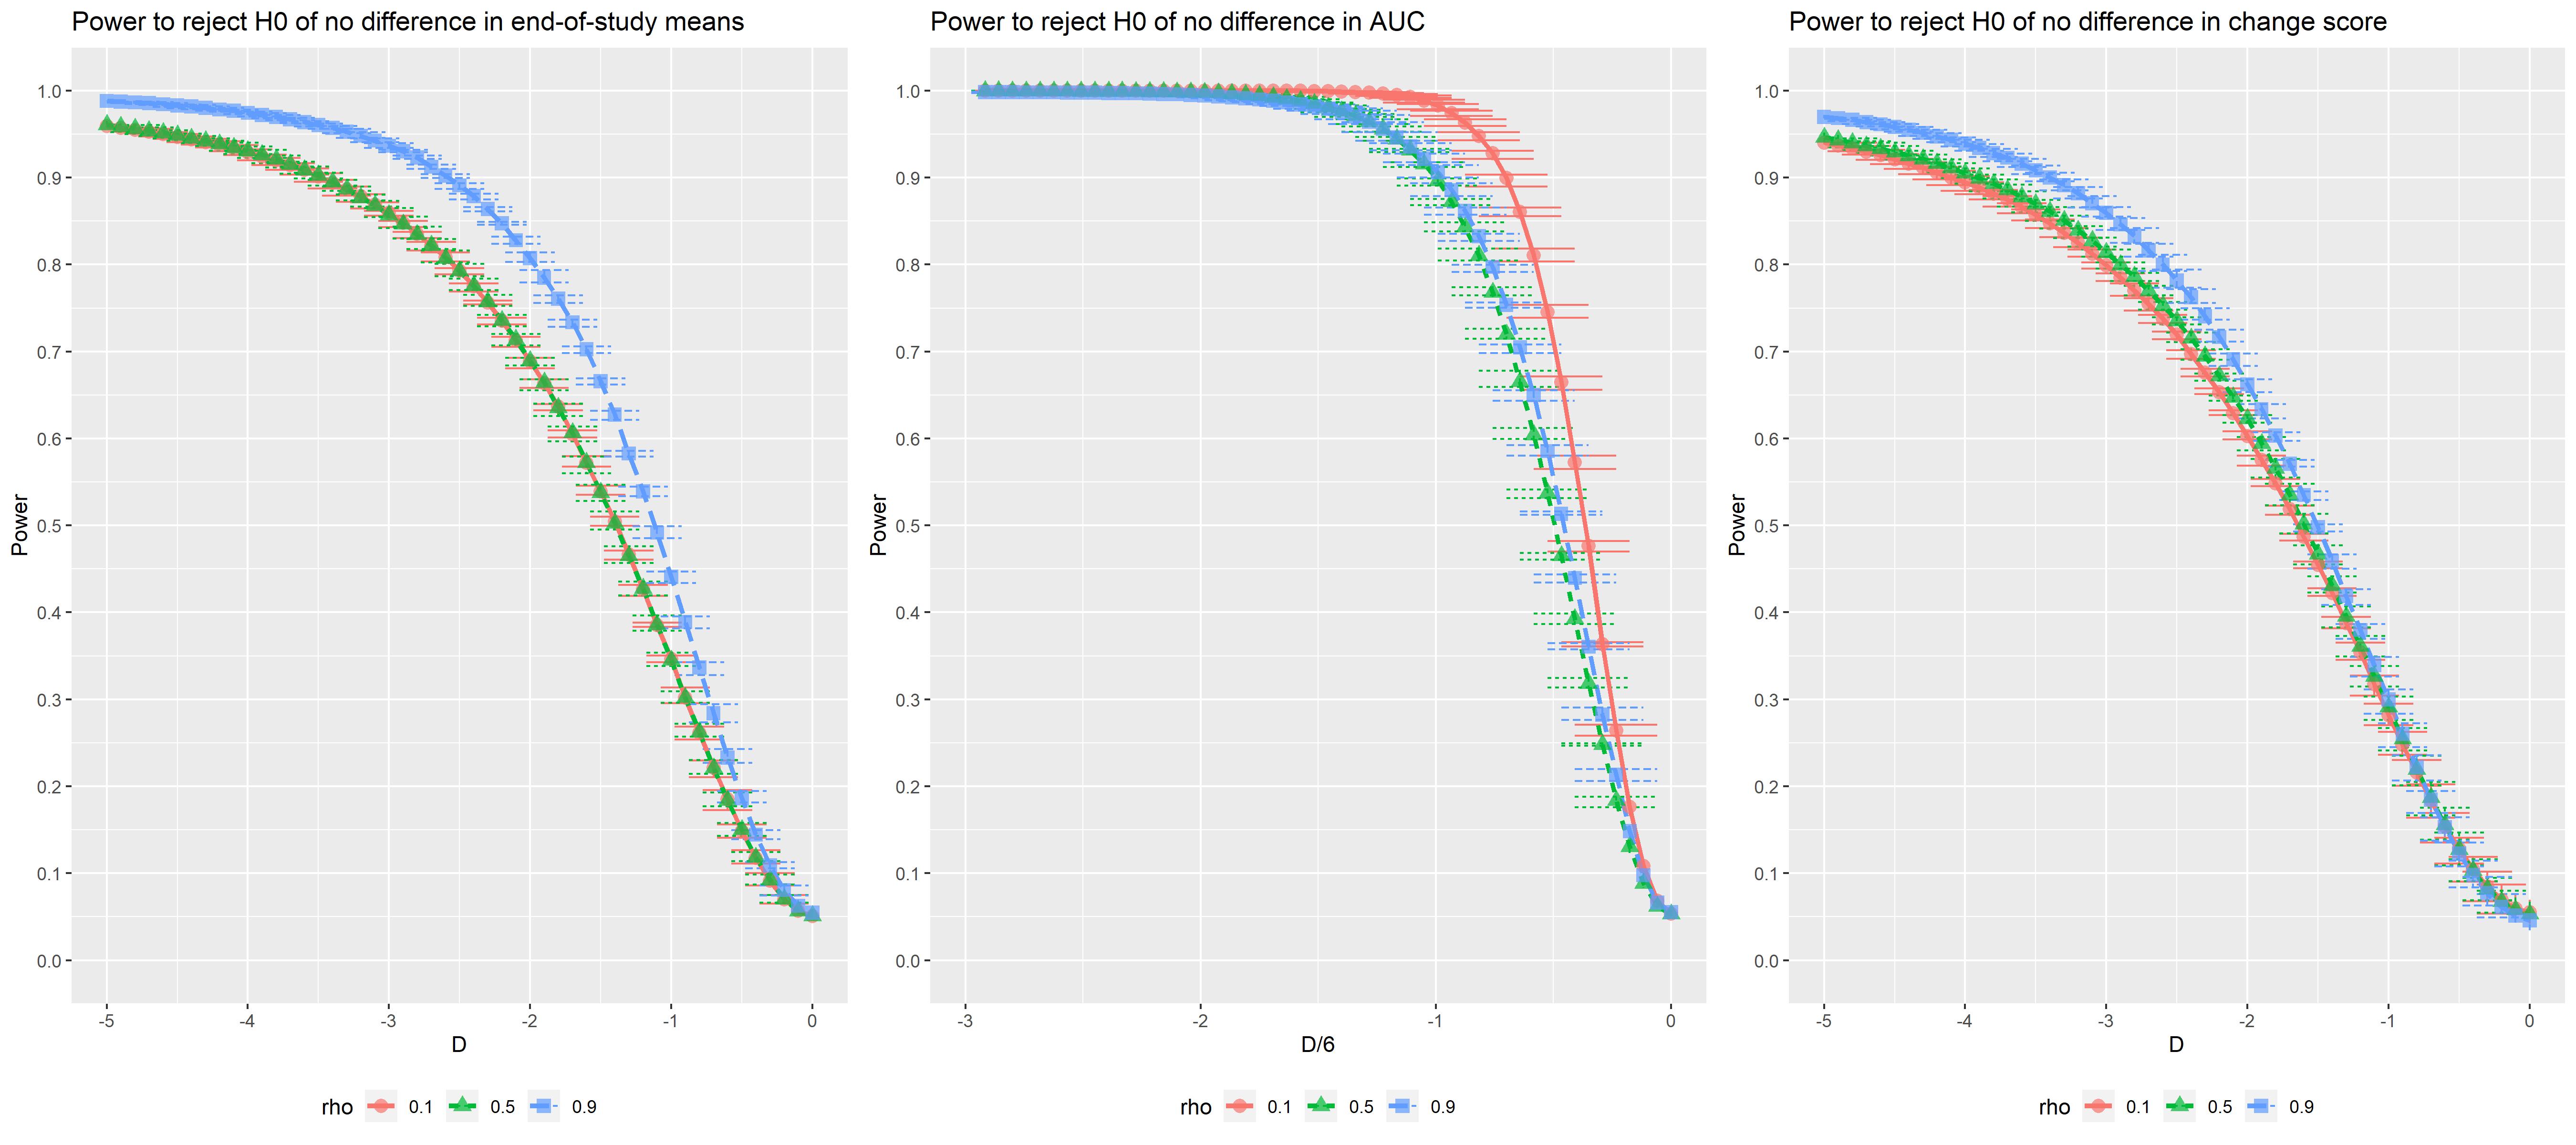 Power to reject H0 of no difference in end-of-study means
1.0
0.9
0.8
0.7
0.6
0.5
0.4
0.3
0.2
0.1
0.0
Power
-5 -4 -3 -2 -1 0
D
rho 0.1 0.5 0.9
Power to reject H0 of no difference in AUC
1.0
0.9
0.8
0.7
0.6
0.5
0.4
0.3
0.2
0.1
0.0
Power
-3 -2 -1 0
D/6
rho 0.1 0.5 0.9
Power to reject H0 of no difference in change score
1.0
0.9
0.8
0.7
0.6
0.5
0.4
0.3
0.2
0.1
0.0
Power
-5 -4 -3 -2 -1 0
D
rho 0.1 0.5 0.9